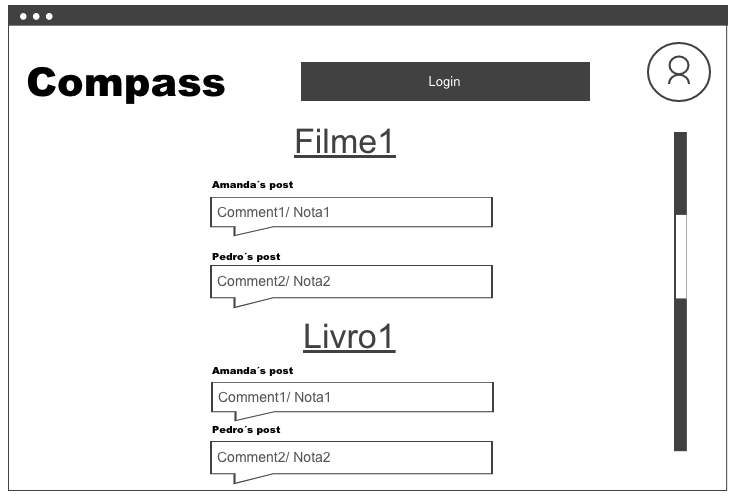 Compass
Login
Filme1
Amanda´s post
Comment1/ Nota1
Pedro´s post
Comment2/ Nota2
Livro1
Amanda´s post
Comment1/ Nota1
Pedro´s post
Comment2/ Nota2